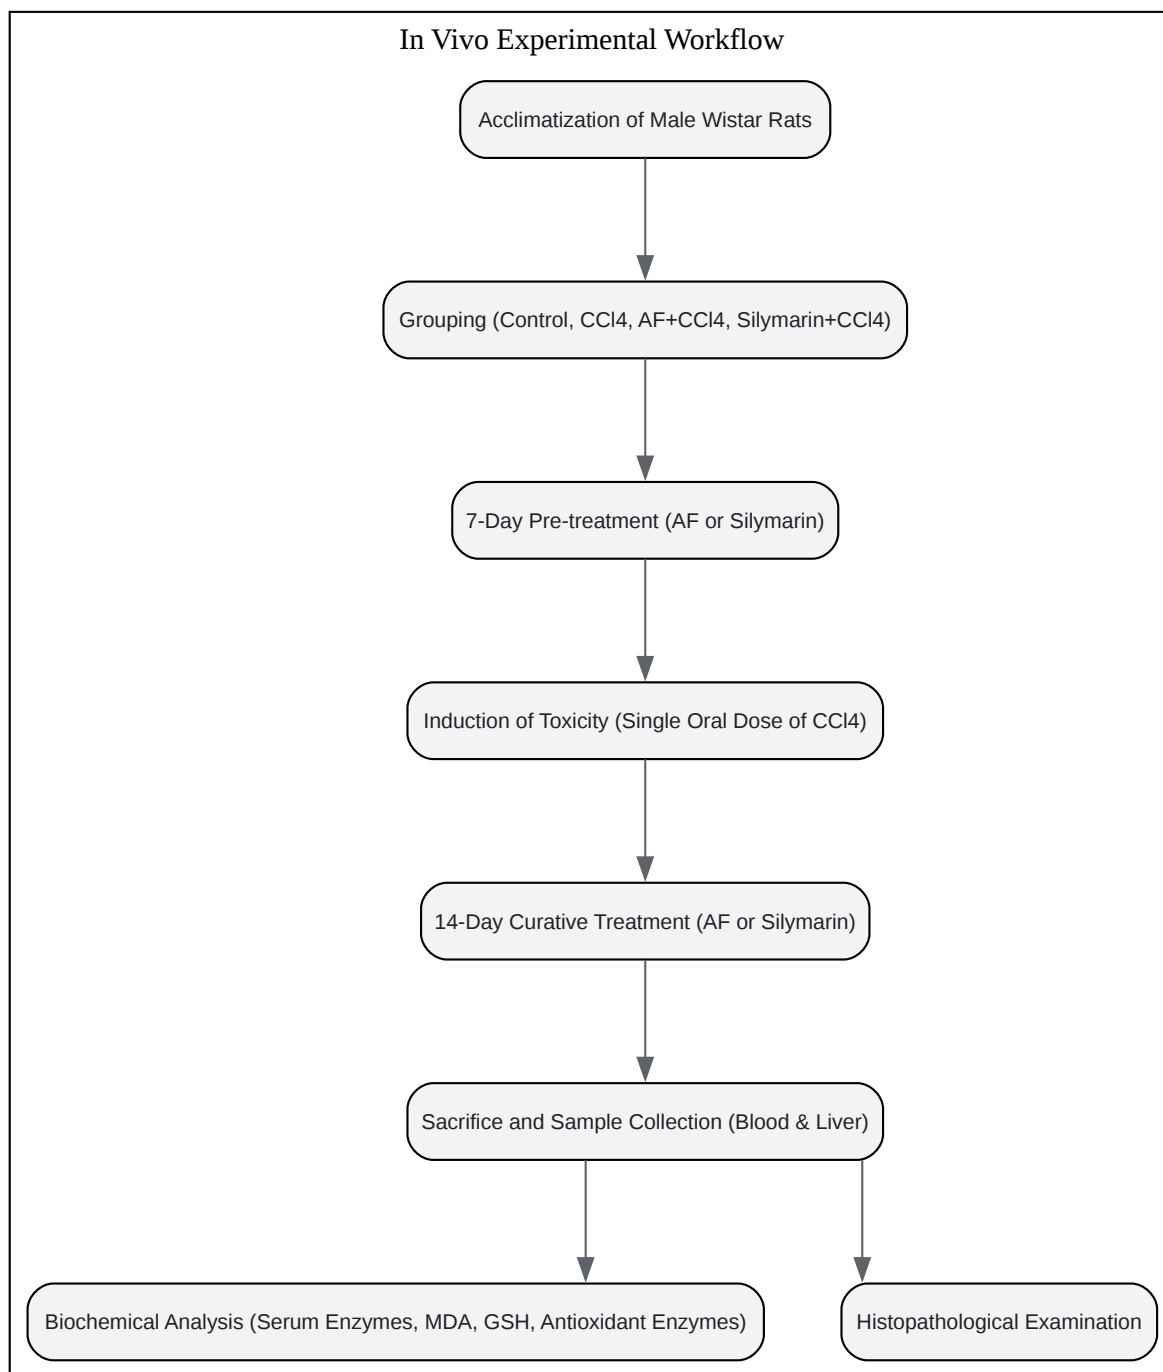 In Vivo Experimental Workflow
Acclimatization of Male Wistar Rats
Grouping (Control, CCl4, AF+CCl4, Silymarin+CCl4)
7-Day Pre-treatment (AF or Silymarin)
Induction of Toxicity (Single Oral Dose of CCl4)
14-Day Curative Treatment (AF or Silymarin)
Sacrifice and Sample Collection (Blood & Liver)
Biochemical Analysis (Serum Enzymes, MDA, GSH, Antioxidant Enzymes)
Histopathological Examination